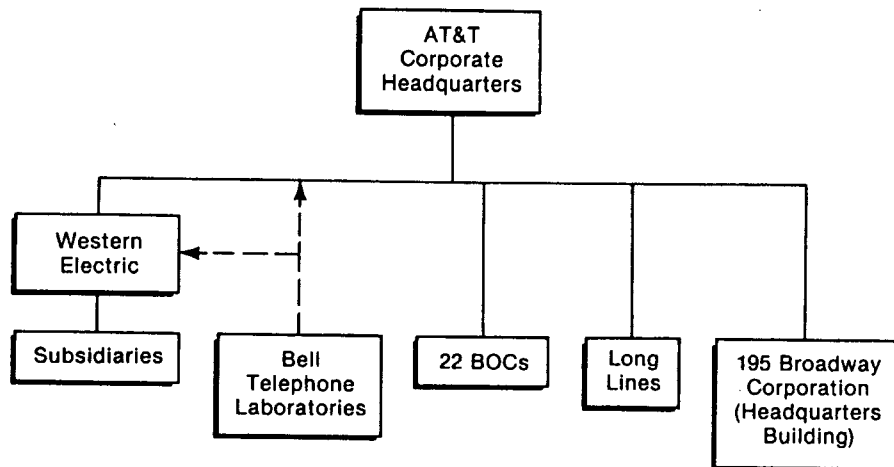 AT&T
Corporate
Headquarters
Western
Electric
Subsidiaries
Bell
Telephone
Laboratories
22 BOCs
Long
Lines
195 Broadway
Corporation
(Headquarters
Building)